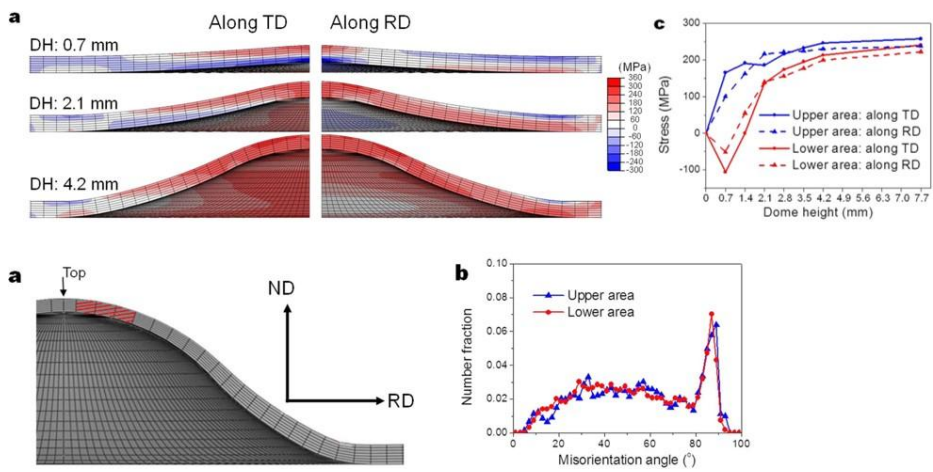 a
Along TD
Along RD
DH: 0.7 mm
DH: 2.1 mm
DH: 4.2 mm
(MPa)
360
300
240
180
120
60
0
-60
-120
-180
-240
-300
c
Stress (MPa)
300
200
100
0
-100
Upper area: along TD
Upper area: along RD
Lower area: along TD
Lower area: along RD
0 0.7 1.4 2.1 2.8 3.5 4.2 4.9 5.6 6.3 7.0 7.7
Dome height (mm)
a
Top
ND
RD
b
Number fraction
0.10
0.08
0.06
0.04
0.02
0.00
Upper area
Lower area
0 20 40 60 80 100
Misorientation angle (°)